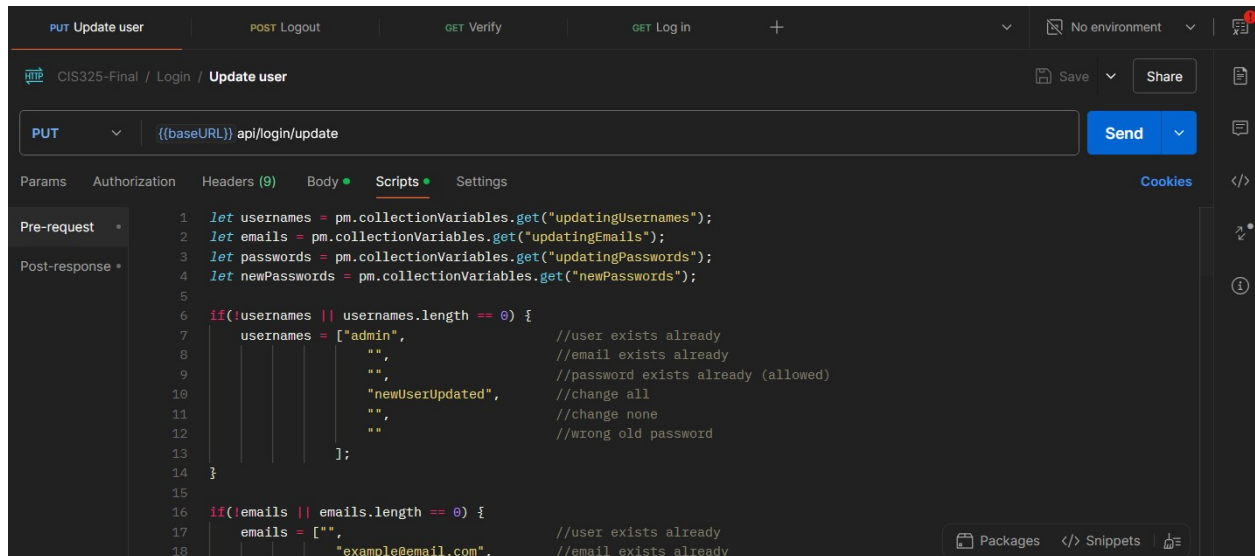 PUT Update user POST Logout GET Verify GET Log in + No environment
HTTP CIS325-Final / Login / Update user Save Share
PUT {{baseURL}} api/login/update Send
Params Authorization Headers (9) Body Scripts Settings Cookies
Pre-request
Post-response
1 let usernames = pm.collectionVariables.get("updatingUsernames");
2 let emails = pm.collectionVariables.get("updatingEmails");
3 let passwords = pm.collectionVariables.get("updatingPasswords");
4 let newPasswords = pm.collectionVariables.get("newPasswords");
5
6 if(!usernames || usernames.length == 0) {
7 usernames = ["admin", //user exists already
8 "", //email exists already
9 "", //password exists already (allowed)
10 "newUserUpdated", //change all
11 "", //change none
12 "" //wrong old password
13 ];
14 }
15
16 if(!emails || emails.length == 0) {
17 emails = ["", //user exists already
18 "example@email.com", //email exists already
Packages </> Snippets